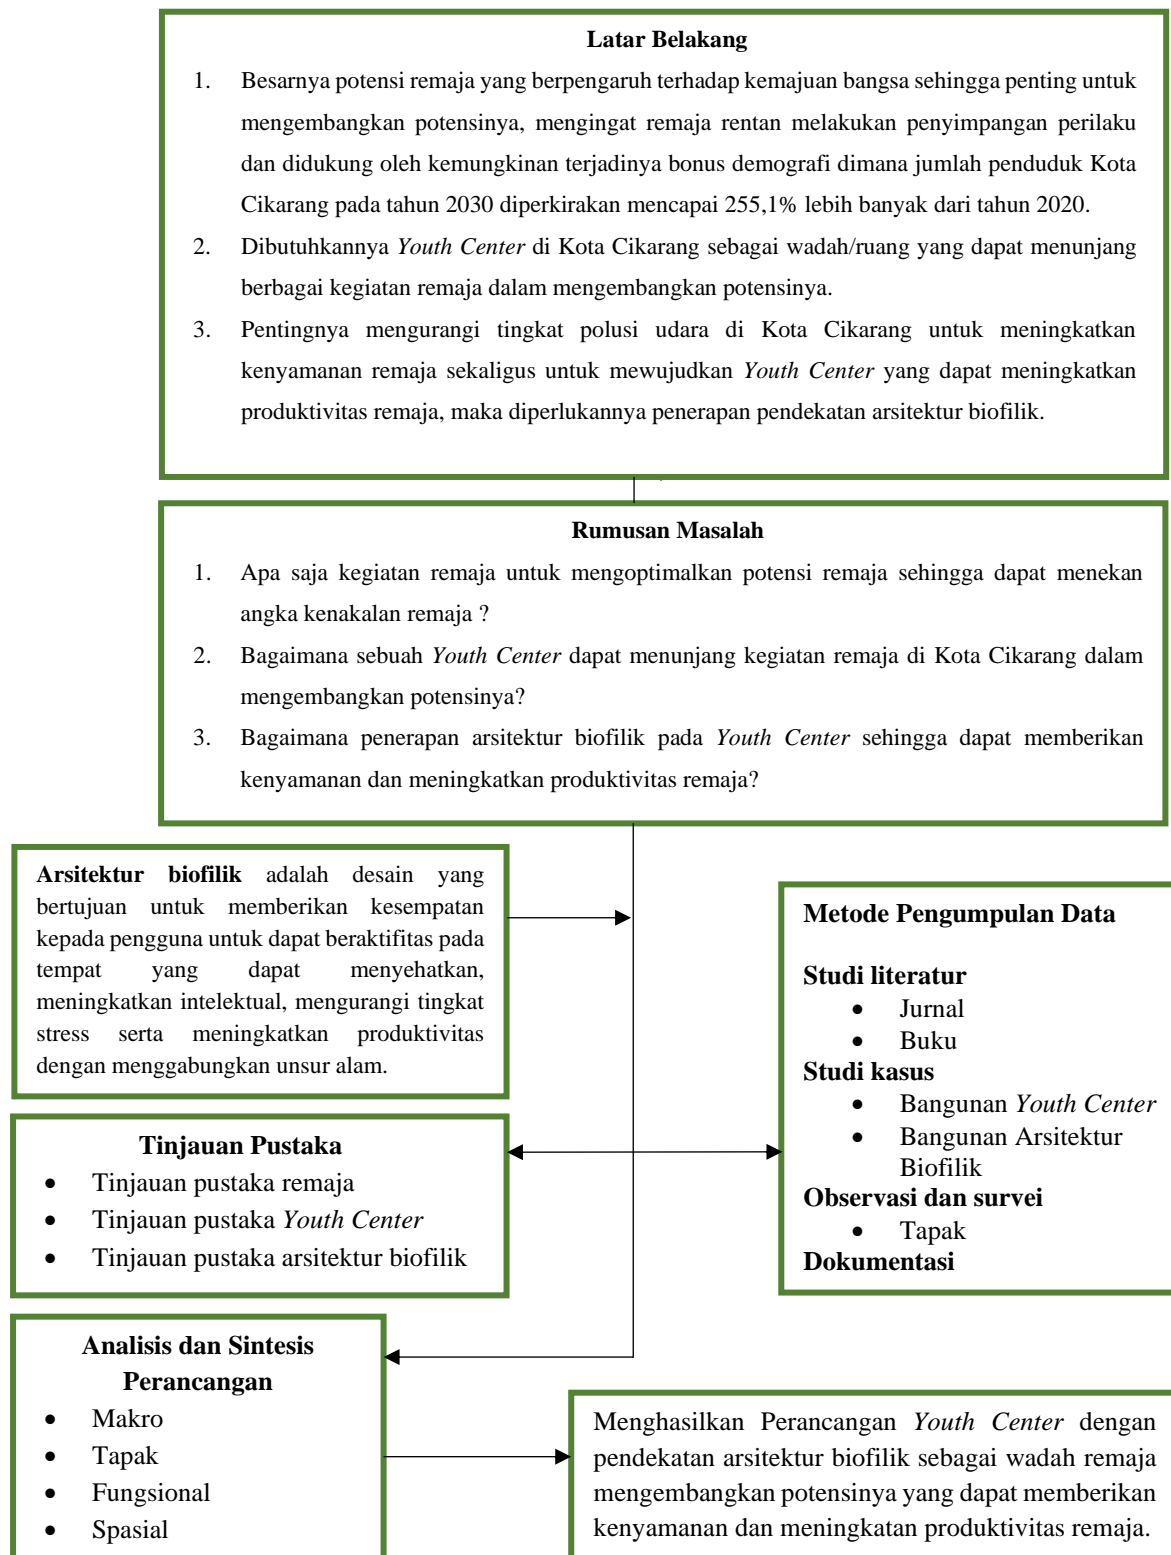 Latar Belakang
1. Besarnya potensi remaja yang berpengaruh terhadap kemajuan bangsa sehingga penting untuk
mengembangkan potensinya, mengingat remaja rentan melakukan penyimpangan perilaku
dan didukung oleh kemungkinan terjadinya bonus demografi dimana jumlah penduduk Kota
Cikarang pada tahun 2030 diperkirakan mencapai 255,1% lebih banyak dari tahun 2020.
2. Dibutuhkannya Youth Center di Kota Cikarang sebagai wadah/ruang yang dapat menunjang
berbagai kegiatan remaja dalam mengembangkan potensinya.
3. Pentingnya mengurangi tingkat polusi udara di Kota Cikarang untuk meningkatkan
kenyamanan remaja sekaligus untuk mewujudkan Youth Center yang dapat meningkatkan
produktivitas remaja, maka diperlukannya penerapan pendekatan arsitektur biofilik.
Rumusan Masalah
1. Apa saja kegiatan remaja untuk mengoptimalkan potensi remaja sehingga dapat menekan
angka kenakalan remaja ?
2. Bagaimana sebuah Youth Center dapat menunjang kegiatan remaja di Kota Cikarang dalam
mengembangkan potensinya?
3. Bagaimana penerapan arsitektur biofilik pada Youth Center sehingga dapat memberikan
kenyamanan dan meningkatkan produktivitas remaja?
Arsitektur biofilik adalah desain yang
bertujuan untuk memberikan kesempatan
kepada pengguna untuk dapat beraktifitas pada
tempat yang dapat menyehatkan,
meningkatkan intelektual, mengurangi tingkat
stress serta meningkatkan produktivitas
dengan menggabungkan unsur alam.
Metode Pengumpulan Data
Studi literatur
• Jurnal
• Buku
Studi kasus
• Bangunan Youth Center
• Bangunan Arsitektur
Biofilik
Observasi dan survei
• Tapak
Dokumentasi
Tinjauan Pustaka
• Tinjauan pustaka remaja
• Tinjauan pustaka Youth Center
• Tinjauan pustaka arsitektur biofilik
Analisis dan Sintesis
Perancangan
• Makro
• Tapak
• Fungsional
• Spasial
Menghasilkan Perancangan Youth Center dengan
pendekatan arsitektur biofilik sebagai wadah remaja
mengembangkan potensinya yang dapat memberikan
kenyamanan dan meningkatan produktivitas remaja.